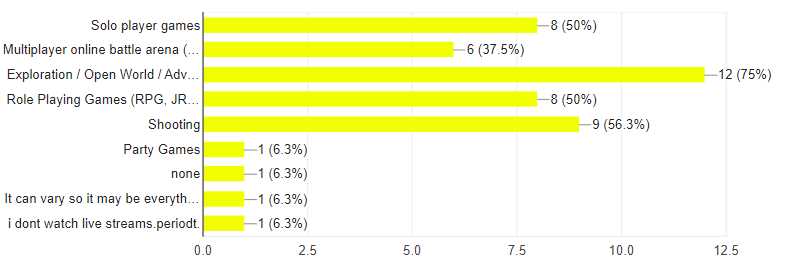 Solo player games 8 (50%)
Multiplayer online battle arena (... 6 (37.5%)
Exploration / Open World / Adv... 12 (75%)
Role Playing Games (RPG, JR... 8 (50%)
Shooting 9 (56.3%)
Party Games 1 (6.3%)
none 1 (6.3%)
It can vary so it may be everyth... 1 (6.3%)
i dont watch live streams.periodt. 1 (6.3%)
0.0 2.5 5.0 7.5 10.0 12.5